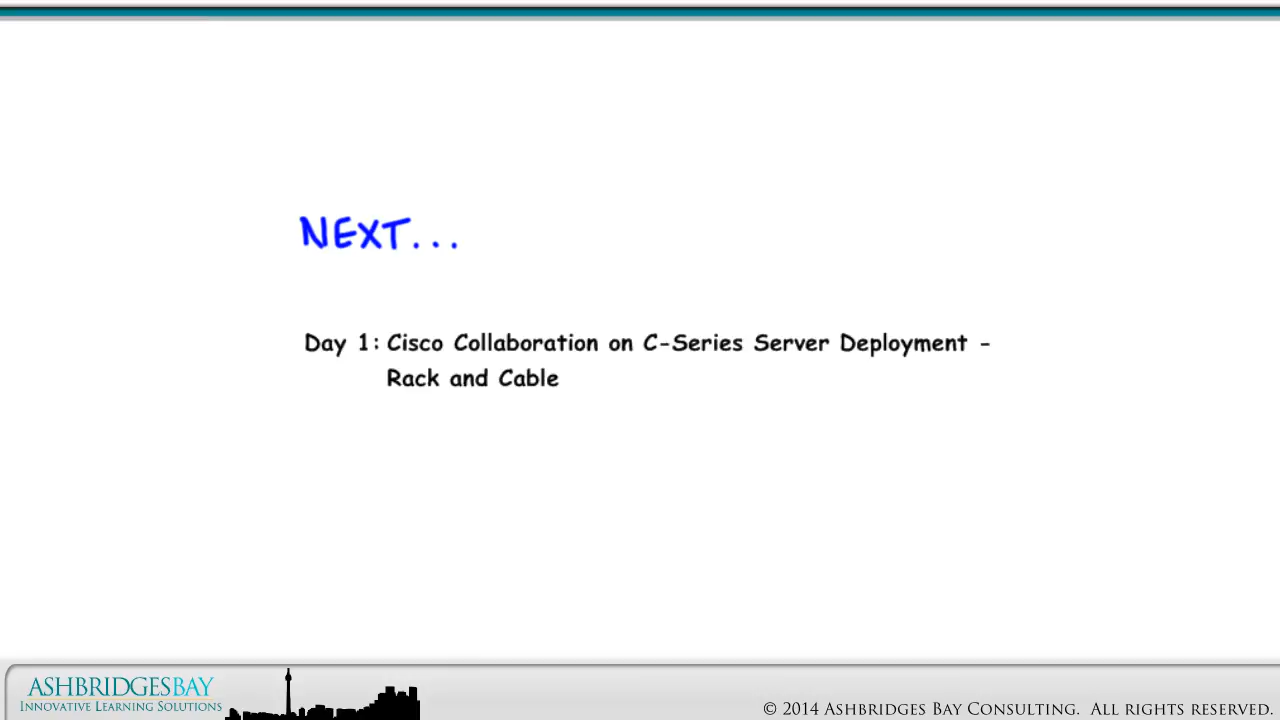 NEXT...
Day 1: Cisco Collaboration on C-Series Server Deployment -
Rack and Cable
ASHBRIDGESBAY
INNOVATIVE LEARNING SOLUTIONS
© 2014 ASHBRIDGES BAY CONSULTING. ALL RIGHTS RESERVED.